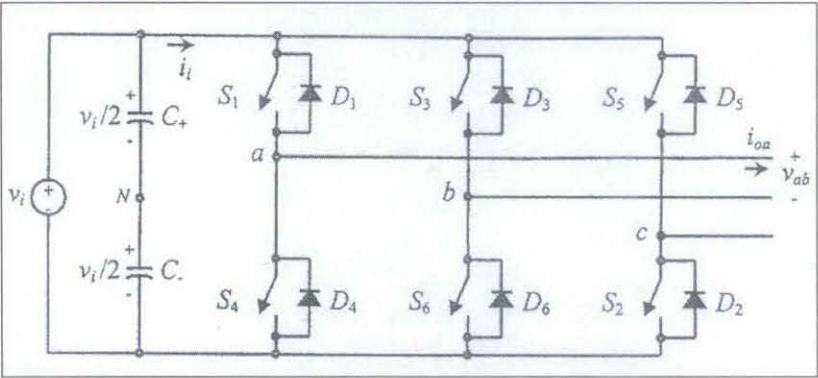 i_i
+
v_i/2 C_+
-
S_1 D_1
S_3 D_3
S_5 D_5
a
i_oa
+
v_ab
-
b
c
v_i
+
-
N
+
v_i/2 C_-
-
S_4 D_4
S_6 D_6
S_2 D_2